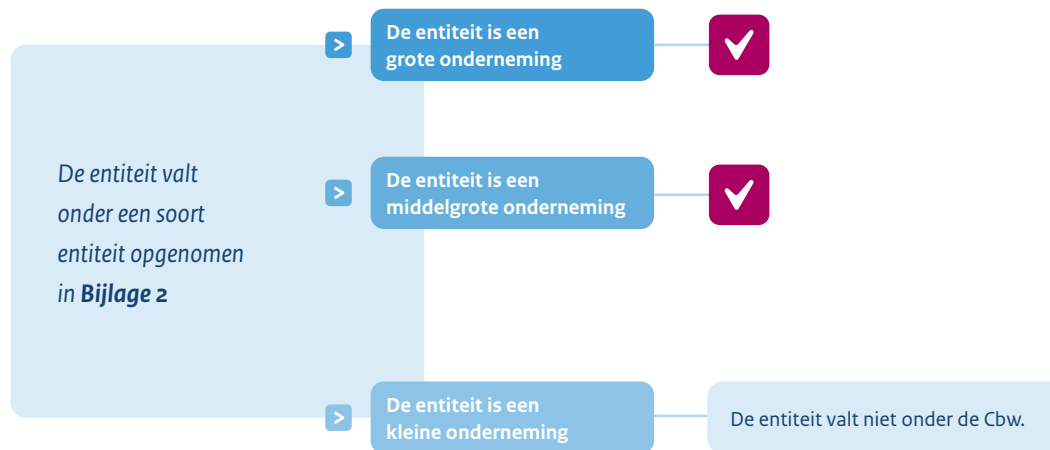 De entiteit is een
grote onderneming
De entiteit valt
onder een soort
entiteit opgenomen
in Bijlage 2
De entiteit is een
middelgrote onderneming
De entiteit is een
kleine onderneming
De entiteit valt niet onder de Cbw.